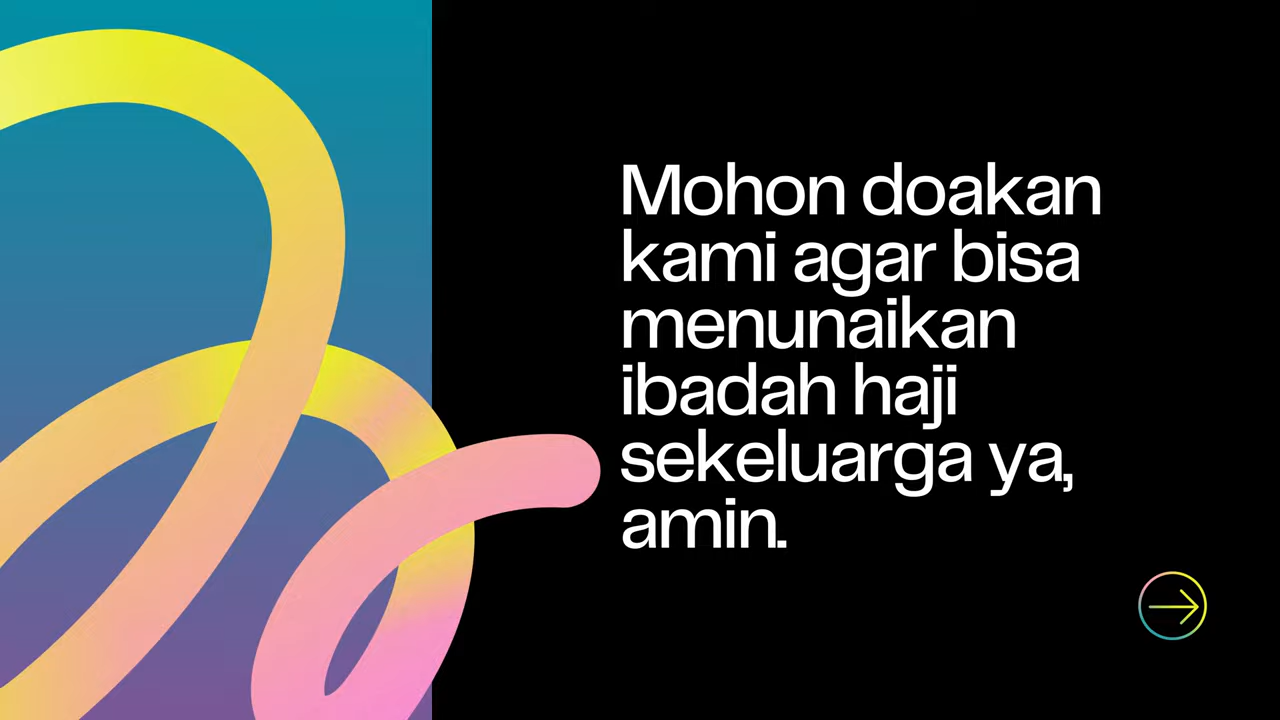 Mohon doakan
kami agar bisa
menunaikan
ibadah haji
sekeluarga ya,
amin.